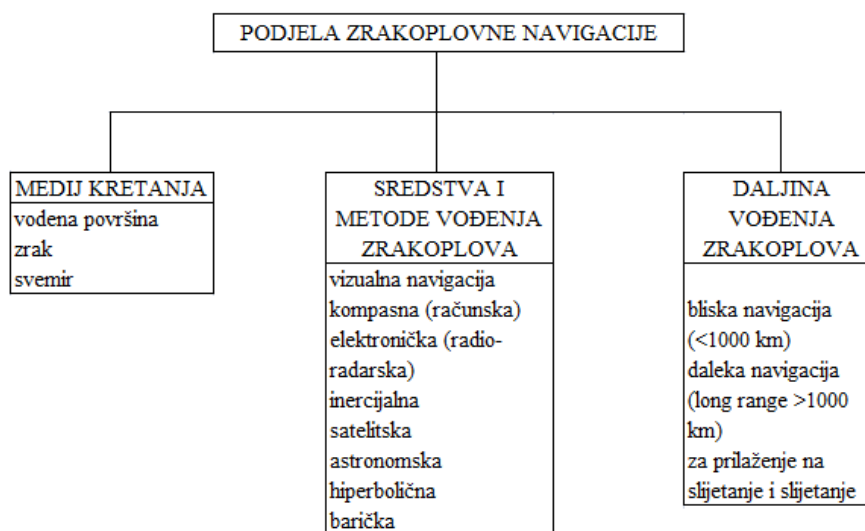 PODJELA ZRAKOPLOVNE NAVIGACIJE
MEDIJ KRETANJA
vodena površina
zrak
svemir
SREDSTVA I
METODE VOĐENJA
ZRAKOPLOVA
vizualna navigacija
kompasna (računska)
elektronička (radio-
radarska)
inercijalna
satelitska
astronomska
hiperbolična
barička
DALJINA
VOĐENJA
ZRAKOPLOVA
bliska navigacija
(<1000 km)
daleka navigacija
(long range >1000
km)
za prilaženje na
slijetanje i slijetanje